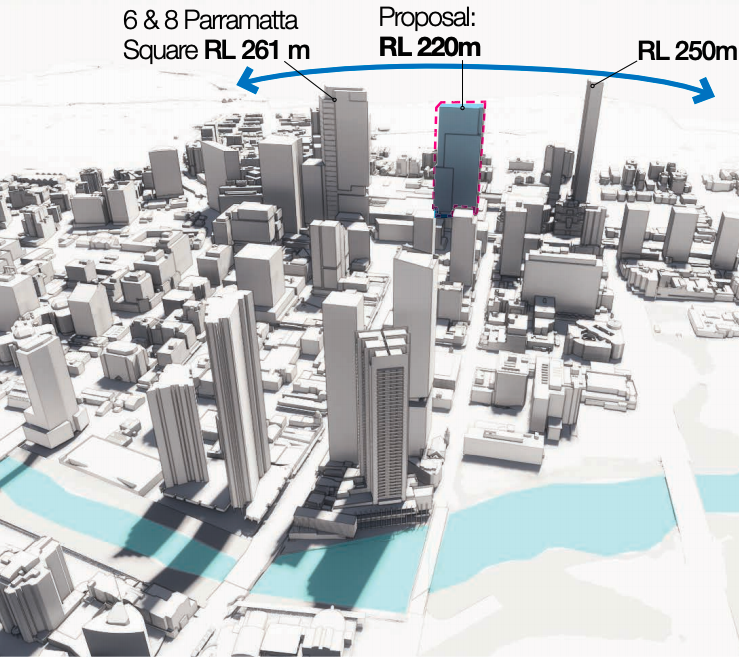 6 & 8 Parramatta
Square RL 261 m
Proposal:
RL 220m
RL 250m